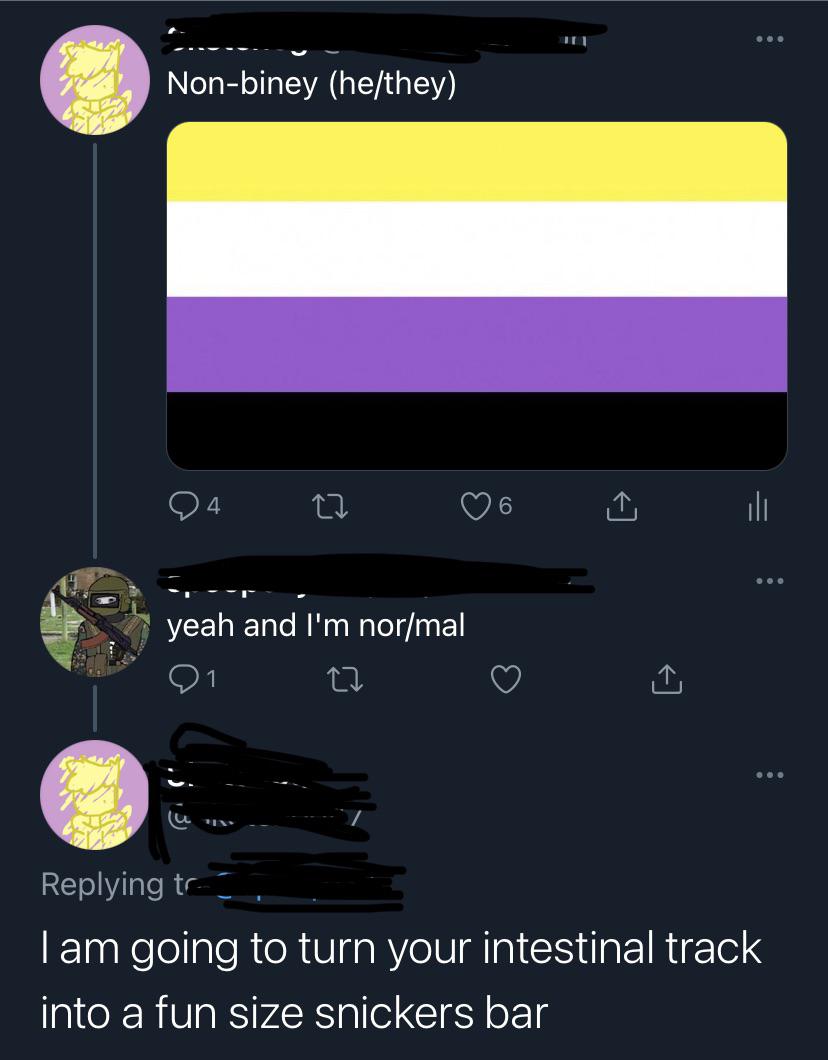 Non-biney (he/they)
4
6
yeah and I'm nor/mal
1
Replying to
I am going to turn your intestinal track
into a fun size snickers bar